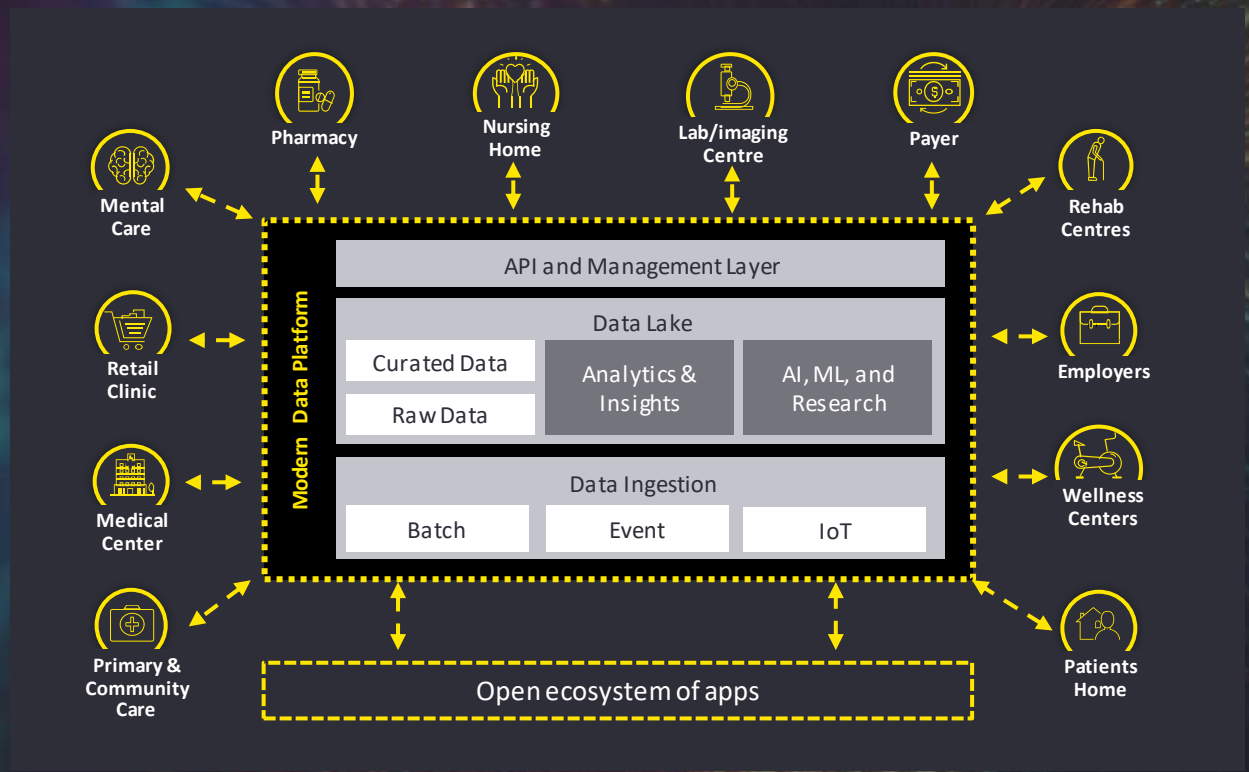 Pharmacy
Nursing
Home
Lab/imaging
Centre
Payer
Mental
Care
Rehab
Centres
Retail
Clinic
Employers
Medical
Center
Wellness
Centers
Primary &
Community
Care
Patients
Home
Modern Data Platform
API and Management Layer
Data Lake
Curated Data
Raw Data
Analytics &
Insights
AI, ML, and
Research
Data Ingestion
Batch
Event
IoT
Open ecosystem of apps
$